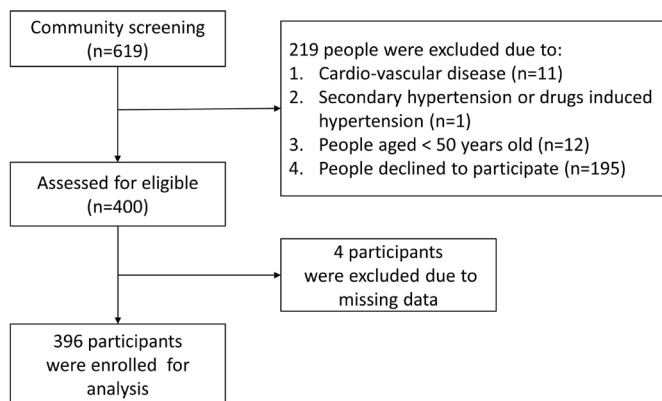 Community screening
(n=619)
219 people were excluded due to:
1. Cardio-vascular disease (n=11)
2. Secondary hypertension or drugs induced
hypertension (n=1)
3. People aged < 50 years old (n=12)
4. People declined to participate (n=195)
Assessed for eligible
(n=400)
4 participants
were excluded due to
missing data
396 participants
were enrolled for
analysis